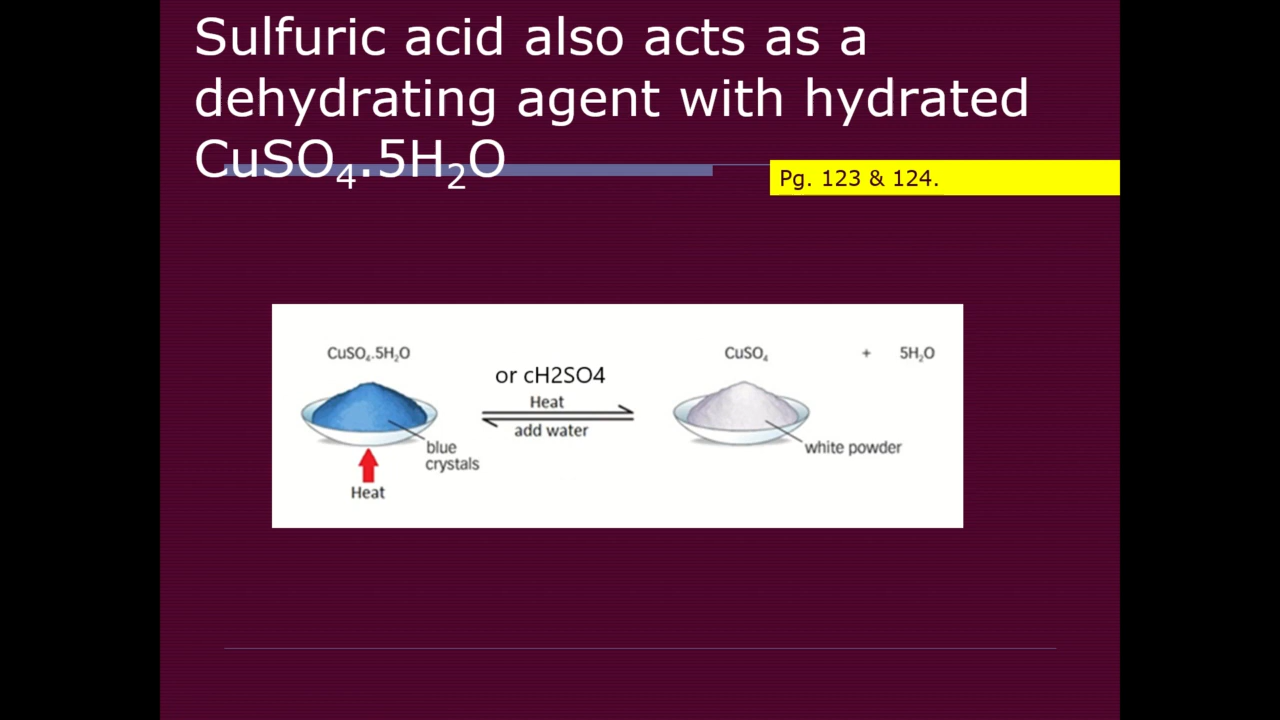 Sulfuric acid also acts as a
dehydrating agent with hydrated
CuSO₄.5H₂O
Pg. 123 & 124.
CuSO₄.5H₂O
or cH2SO4
Heat
add water
CuSO₄ + 5H₂O
blue
crystals
white powder
Heat